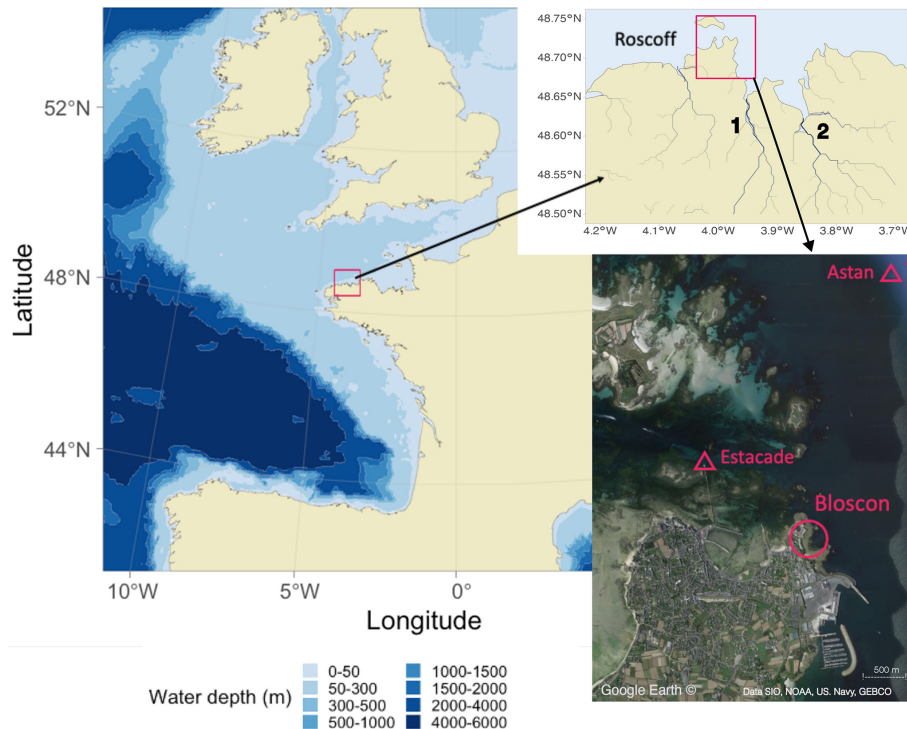 52°N
48°N
44°N
Latitude
10°W
5°W
0°
Longitude
Water depth (m)
0-50
50-300
300-500
500-1000
1000-1500
1500-2000
2000-4000
4000-6000
48.75°N
48.70°N
48.65°N
48.60°N
48.55°N
48.50°N
4.2°W
4.1°W
4.0°W
3.9°W
3.8°W
3.7°
Roscoff
1
2
Astan
Estacade
Bloscon
500 m
Google Earth ©
Data SIO, NOAA, US. Navy, GEBCO